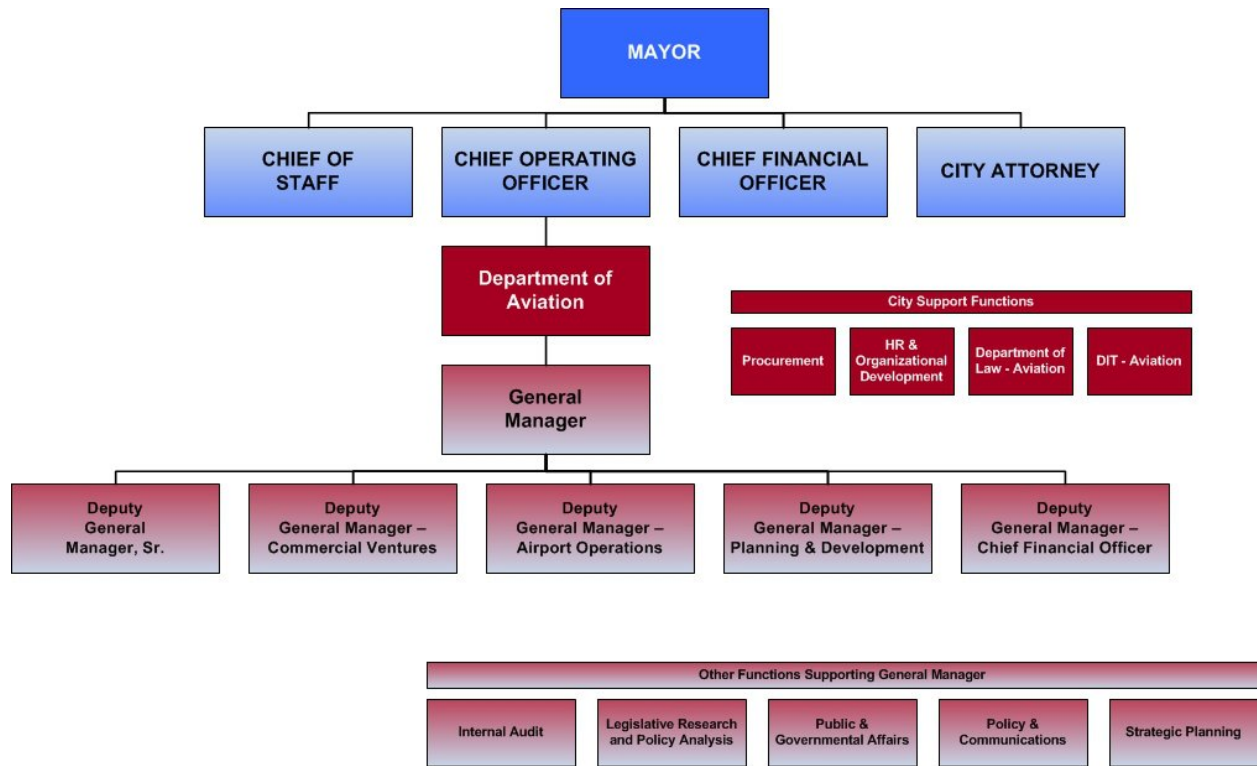 MAYOR
CHIEF OF
STAFF
CHIEF OPERATING
OFFICER
CHIEF FINANCIAL
OFFICER
CITY ATTORNEY
Department of
Aviation
City Support Functions
Procurement
HR &
Organizational
Development
Department of
Law - Aviation
DIT - Aviation
General
Manager
Deputy
General
Manager, Sr.
Deputy
General Manager –
Commercial Ventures
Deputy
General Manager –
Airport Operations
Deputy
General Manager –
Planning & Development
Deputy
General Manager –
Chief Financial Officer
Other Functions Supporting General Manager
Internal Audit
Legislative Research
and Policy Analysis
Public &
Governmental Affairs
Policy &
Communications
Strategic Planning